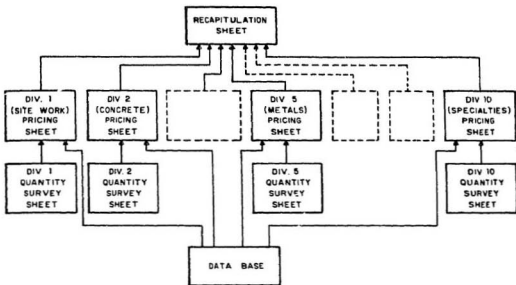 RECAPITULATION
SHEET
DIV. 1
(SITE WORK)
PRICING
SHEET
DIV 2
(CONCRETE)
PRICING
SHEET
DIV 5
(METALS)
PRICING
SHEET
DIV 10
(SPECIALTIES)
PRICING
SHEET
DIV 1
QUANTITY
SURVEY
SHEET
DIV. 2
QUANTITY
SURVEY
SHEET
DIV. 5
QUANTITY
SURVEY
SHEET
DIV 10
QUANTITY
SURVEY
SHEET
DATA BASE